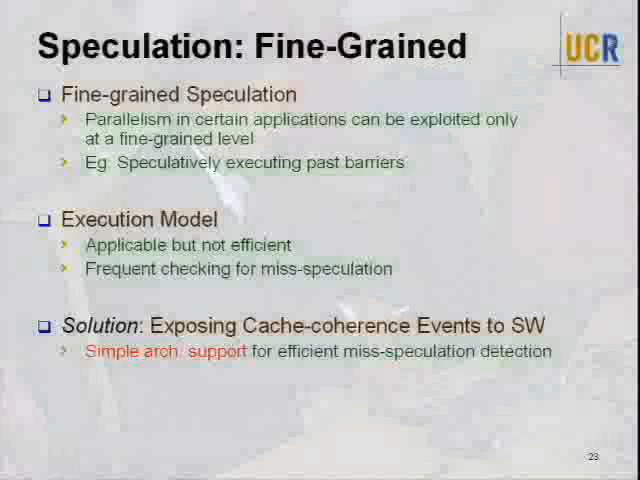 Speculation: Fine-Grained
UCR
Fine-grained Speculation
Parallelism in certain applications can be exploited only
at a fine-grained level
Eg: Speculatively executing past barriers
Execution Model
Applicable but not efficient
Frequent checking for miss-speculation
Solution: Exposing Cache-coherence Events to SW
Simple arch. support for efficient miss-speculation detection
23